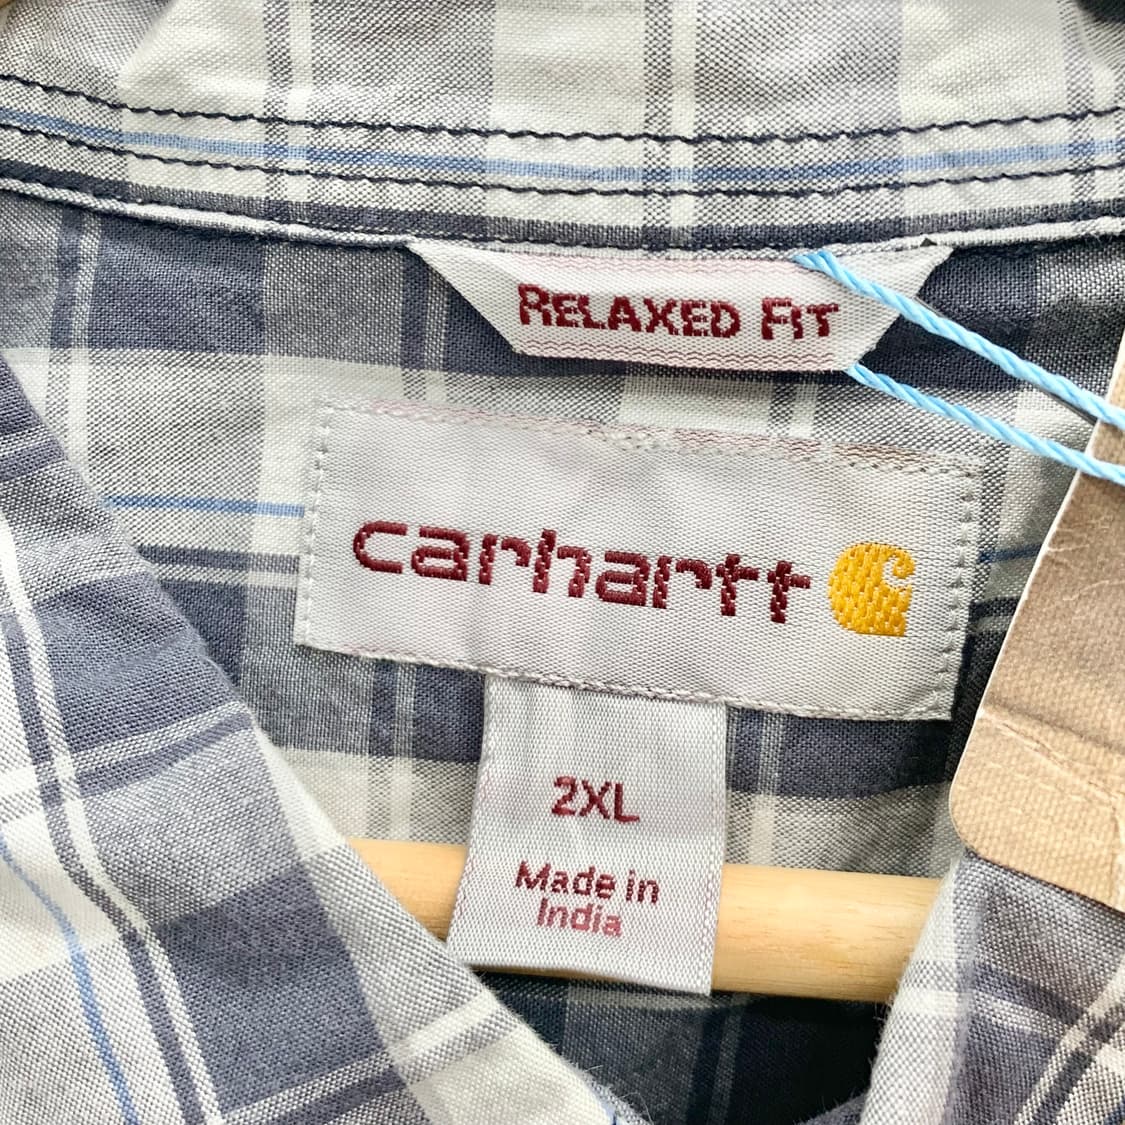 RELAXED FIT
carhartt
2XL
Made in
India